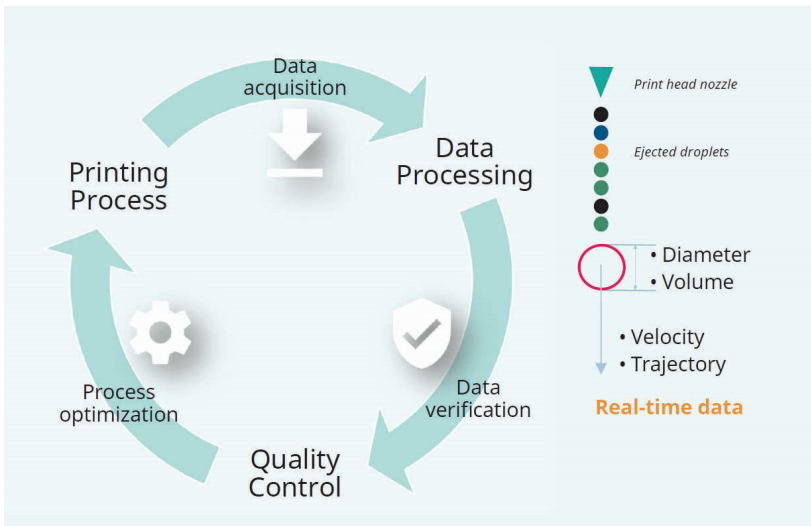 Data
acquisition
Data
Processing
Printing
Process
Process
optimization
Data
verification
Quality
Control
Print head nozzle
Ejected droplets
• Diameter
• Volume
• Velocity
• Trajectory
Real-time data